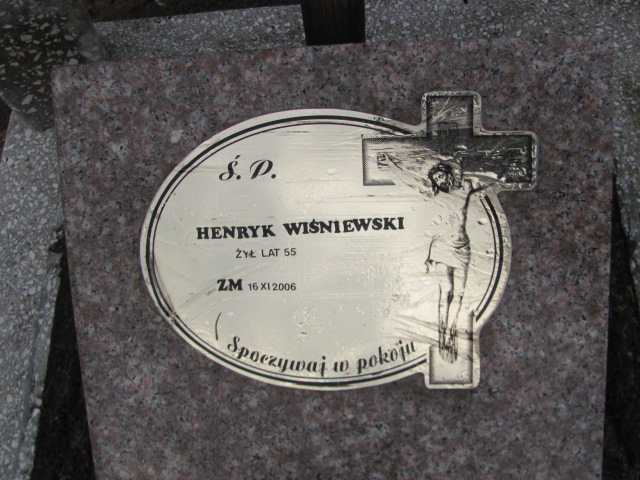 Ś. P.
HENRYK WIŚNIEWSKI
ŻYŁ LAT 55
ZM 16 XI 2006
Spoczywaj w pokoju